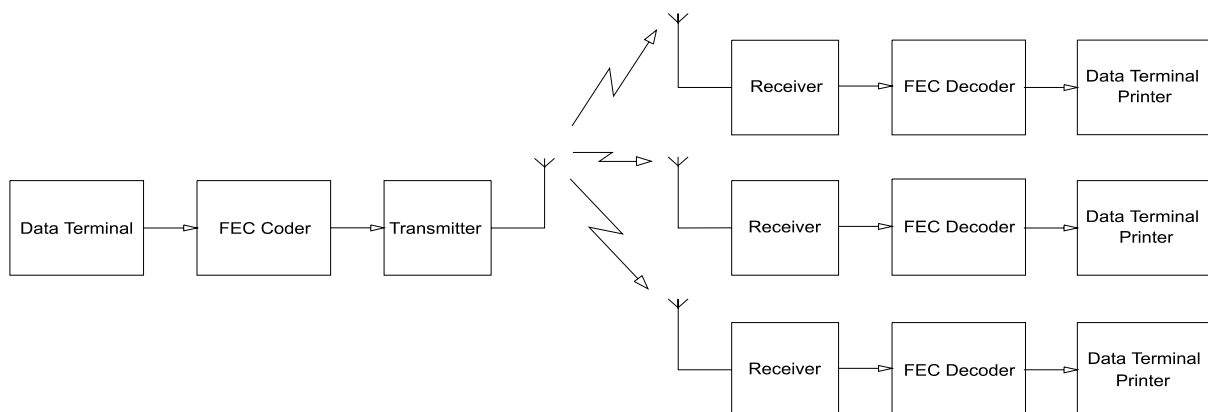 Receiver
FEC Decoder
Data Terminal
Printer
Data Terminal
FEC Coder
Transmitter
Receiver
FEC Decoder
Data Terminal
Printer
Receiver
FEC Decoder
Data Terminal
Printer